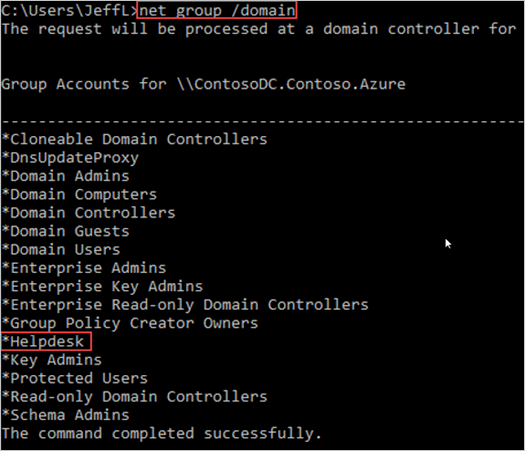 C:\Users\JeffL>net group /domain
The request will be processed at a domain controller for
Group Accounts for \\ContosoDC.Contoso.Azure
-------------------------------------------------------
*Cloneable Domain Controllers
*DnsUpdateProxy
*Domain Admins
*Domain Computers
*Domain Controllers
*Domain Guests
*Domain Users
*Enterprise Admins
*Enterprise Key Admins
*Enterprise Read-only Domain Controllers
*Group Policy Creator Owners
*Helpdesk
*Key Admins
*Protected Users
*Read-only Domain Controllers
*Schema Admins
The command completed successfully.